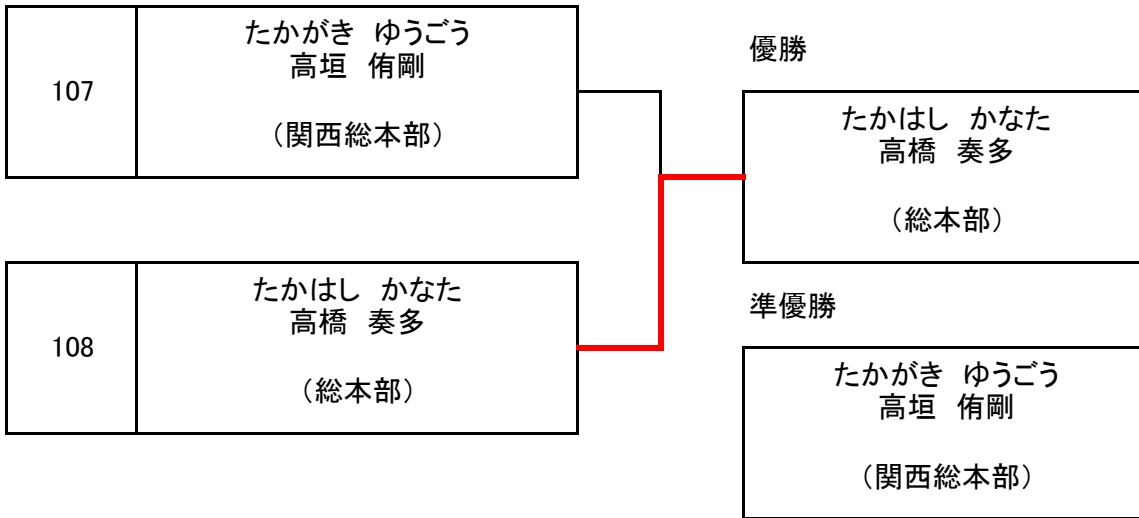 107
たかがき　ゆうごう
高垣　侑剛
（関西総本部）
108
たかはし　かなた
高橋　奏多
（総本部）
優勝
たかはし　かなた
高橋　奏多
（総本部）
準優勝
たかがき　ゆうごう
高垣　侑剛
（関西総本部）